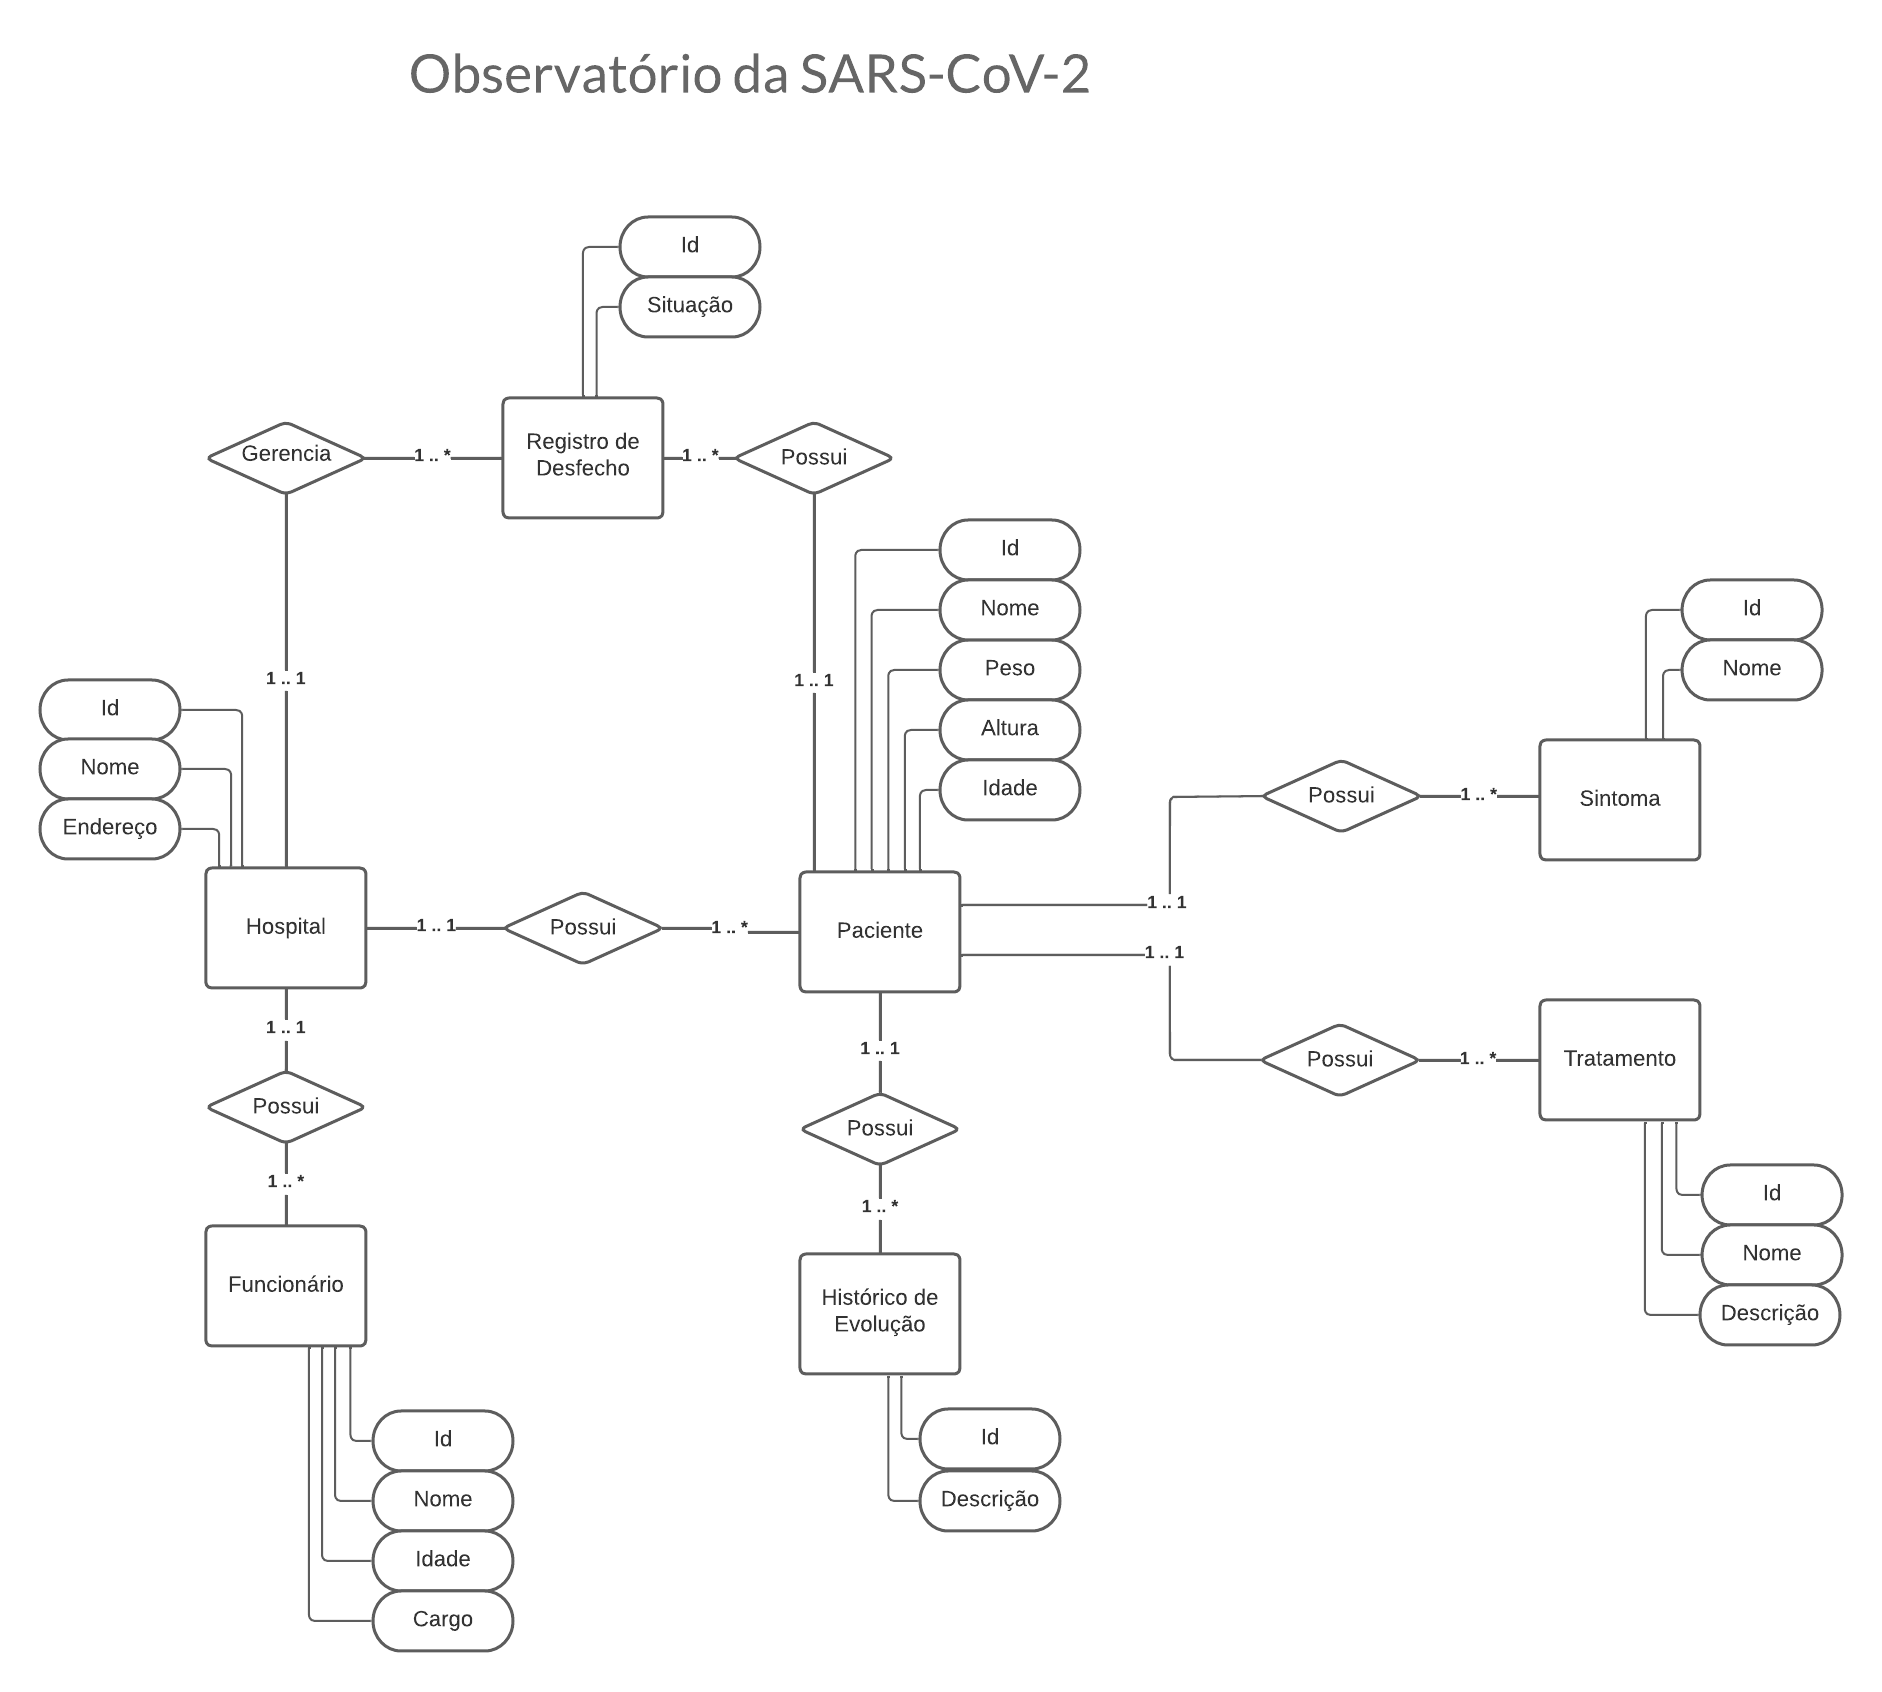 Observatório da SARS-CoV-2
Id
Situação
Gerencia
1 .. *
Registro de
Desfecho
1 .. *
Possui
1 .. 1
1 .. 1
Id
Nome
Peso
Altura
Idade
Id
Nome
Id
Nome
Endereço
Possui
1 .. *
Sintoma
Hospital
1 .. 1
Possui
1 .. *
Paciente
1 .. 1
1 .. 1
Possui
1 .. *
Tratamento
1 .. 1
Possui
1 .. *
1 .. 1
Possui
1 .. *
Id
Nome
Descrição
Funcionário
Histórico de
Evolução
Id
Nome
Idade
Cargo
Id
Descrição